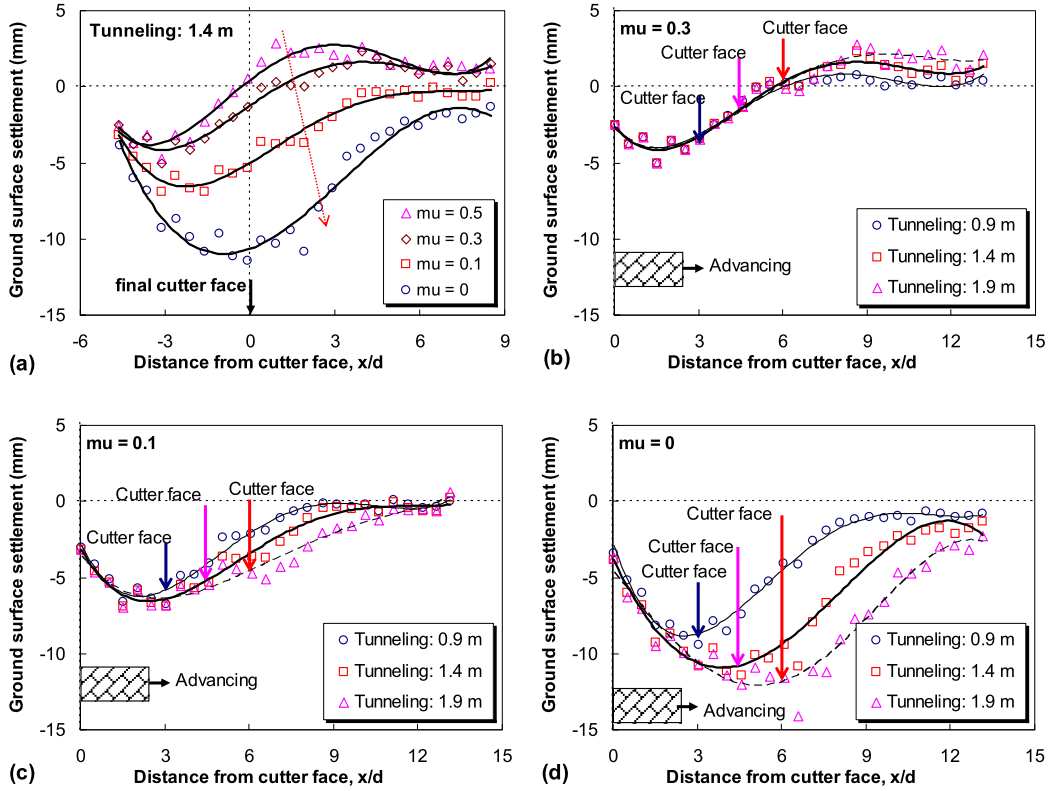 Tunneling: 1.4 m
Ground surface settlement (mm)
5
0
-5
-10
-15
mu = 0.5
mu = 0.3
mu = 0.1
mu = 0
final cutter face
-6
-3
0
3
6
9
(a)
Distance from cutter face, x/d
mu = 0.3
Ground surface settlement (mm)
5
0
-5
-10
-15
Cutter face
Cutter face
Cutter face
Advancing
Tunneling: 0.9 m
Tunneling: 1.4 m
Tunneling: 1.9 m
0
3
6
9
12
15
(b)
Distance from cutter face, x/d
mu = 0.1
Ground surface settlement (mm)
5
0
-5
-10
-15
Cutter face
Cutter face
Cutter face
Advancing
Tunneling: 0.9 m
Tunneling: 1.4 m
Tunneling: 1.9 m
0
3
6
9
12
15
(c)
Distance from cutter face, x/d
mu = 0
Ground surface settlement (mm)
5
0
-5
-10
-15
Cutter face
Cutter face
Cutter face
Advancing
Tunneling: 0.9 m
Tunneling: 1.4 m
Tunneling: 1.9 m
0
3
6
9
12
15
(d)
Distance from cutter face, x/d